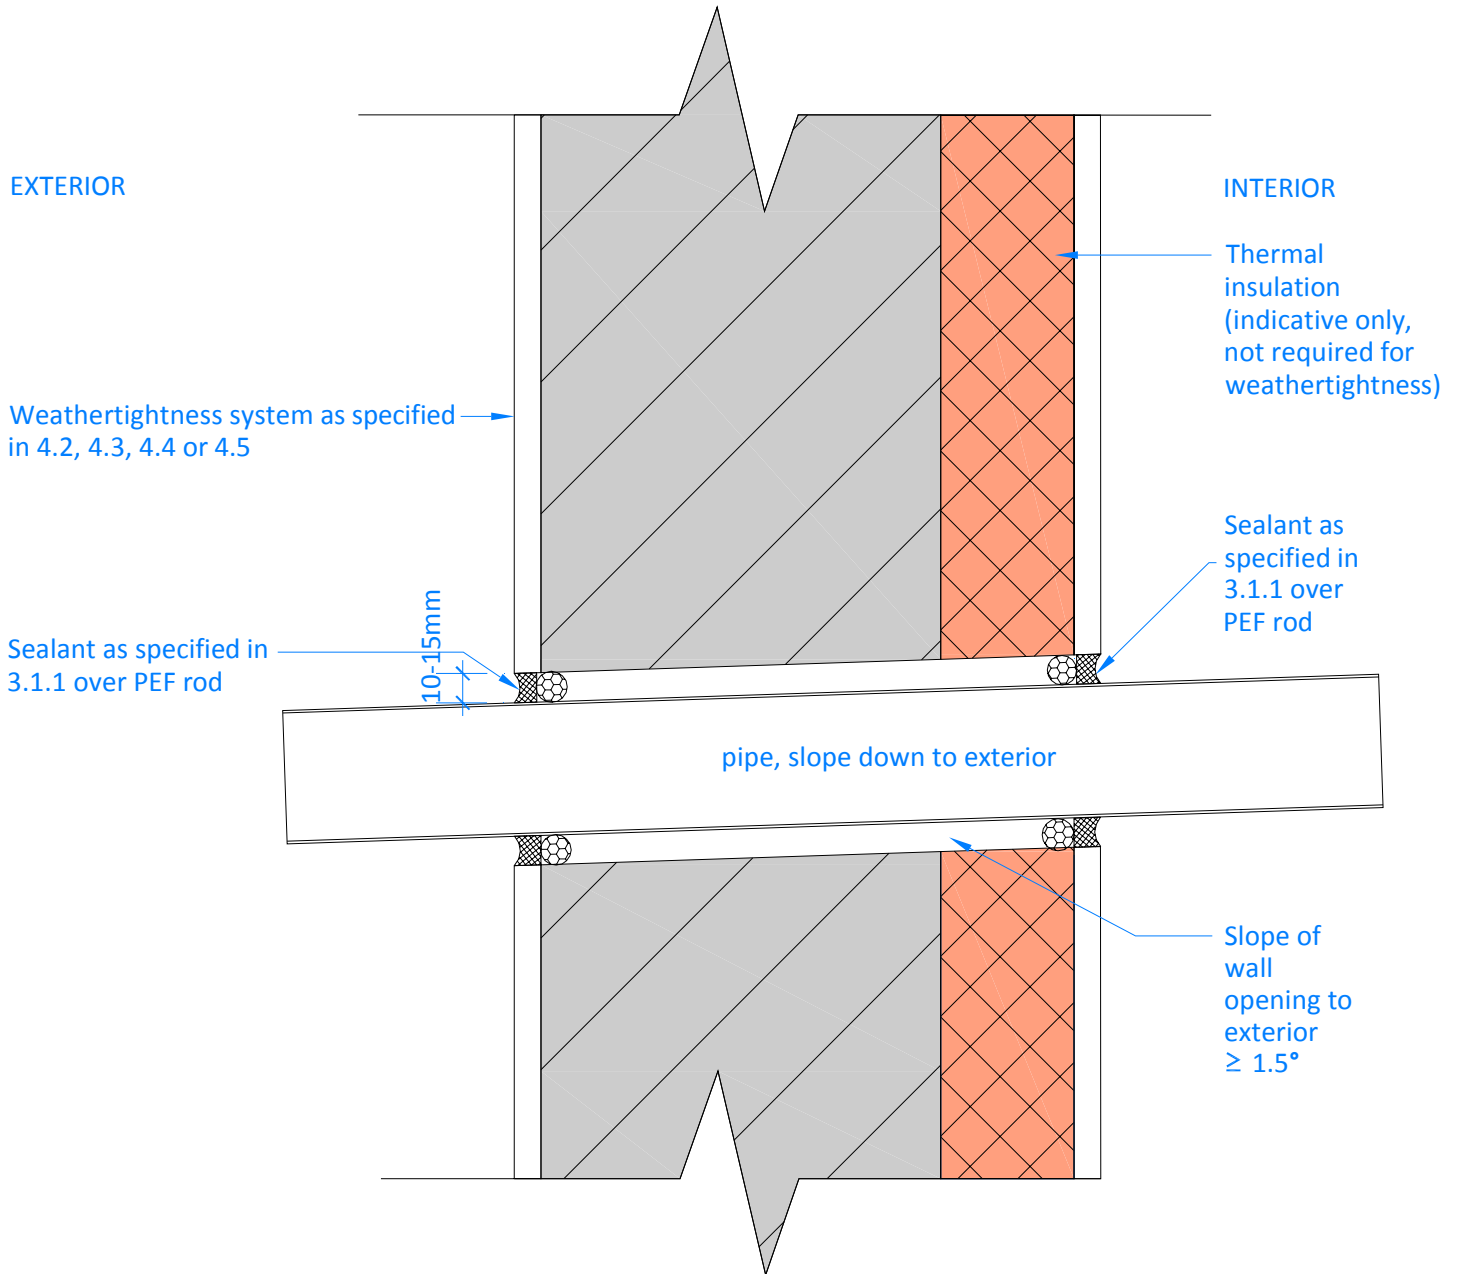 EXTERIOR
INTERIOR
Thermal
insulation
(indicative only,
not required for
weathertightness)
Weathertightness system as specified
in 4.2, 4.3, 4.4 or 4.5
Sealant as
specified in
3.1.1 over
PEF rod
10-15mm
Sealant as specified in
3.1.1 over PEF rod
pipe, slope down to exterior
Slope of
wall
opening to
exterior
≥ 1.5°